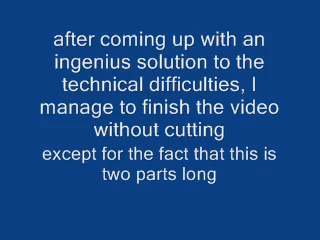 after coming up with an
ingenius solution to the
technical difficulties, I
manage to finish the video
without cutting
except for the fact that this is
two parts long